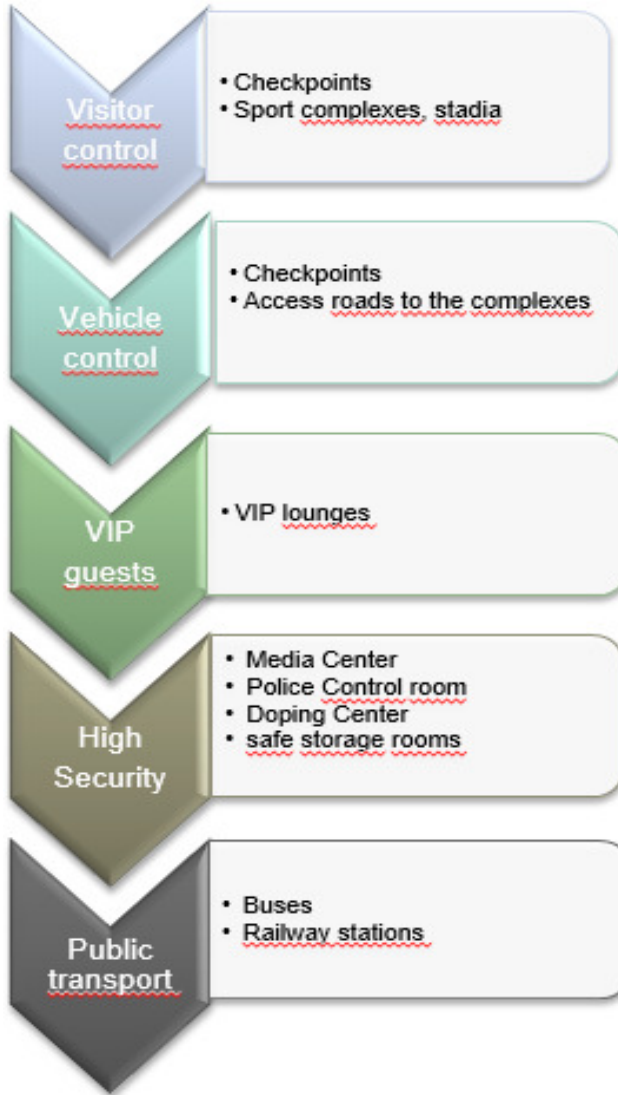 Visitor
control
• Checkpoints
• Sport complexes, stadia
Vehicle
control
• Checkpoints
• Access roads to the complexes
VIP
guests
• VIP lounges
High
Security
• Media Center
• Police Control room
• Doping Center
• safe storage rooms
Public
transport
• Buses
• Railway stations